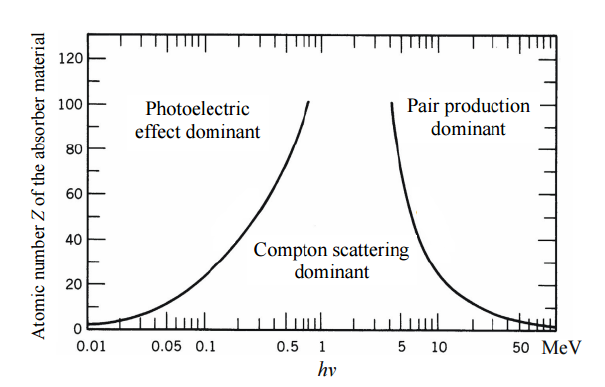 Atomic number Z of the absorber material
120
100
80
60
40
20
0
Photoelectric
effect dominant
Pair production
dominant
Compton scattering
dominant
0.01 0.05 0.1 0.5 1 5 10 50 MeV
hν